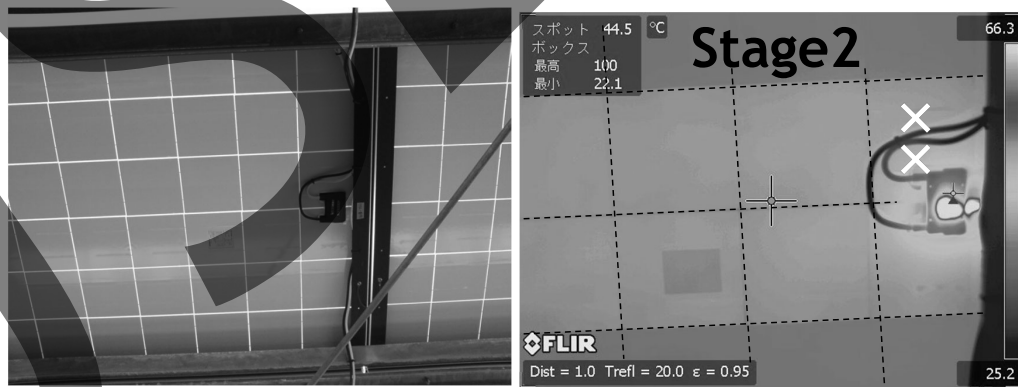 スポット 44.5 °C
ボックス
最高 100
最小 22.1
Stage2
66.3
FLIR
Dist = 1.0 Trefl = 20.0 ε = 0.95
25.2